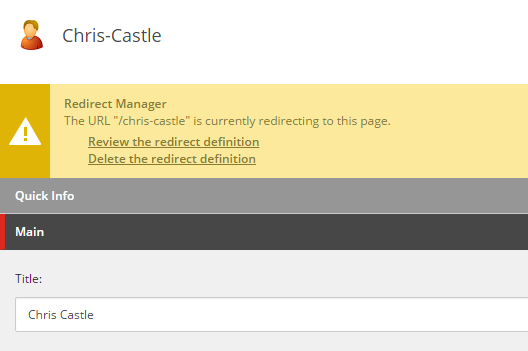 Chris-Castle
Redirect Manager
The URL "/chris-castle" is currently redirecting to this page.
Review the redirect definition
Delete the redirect definition
Quick Info
Main
Title:
Chris Castle